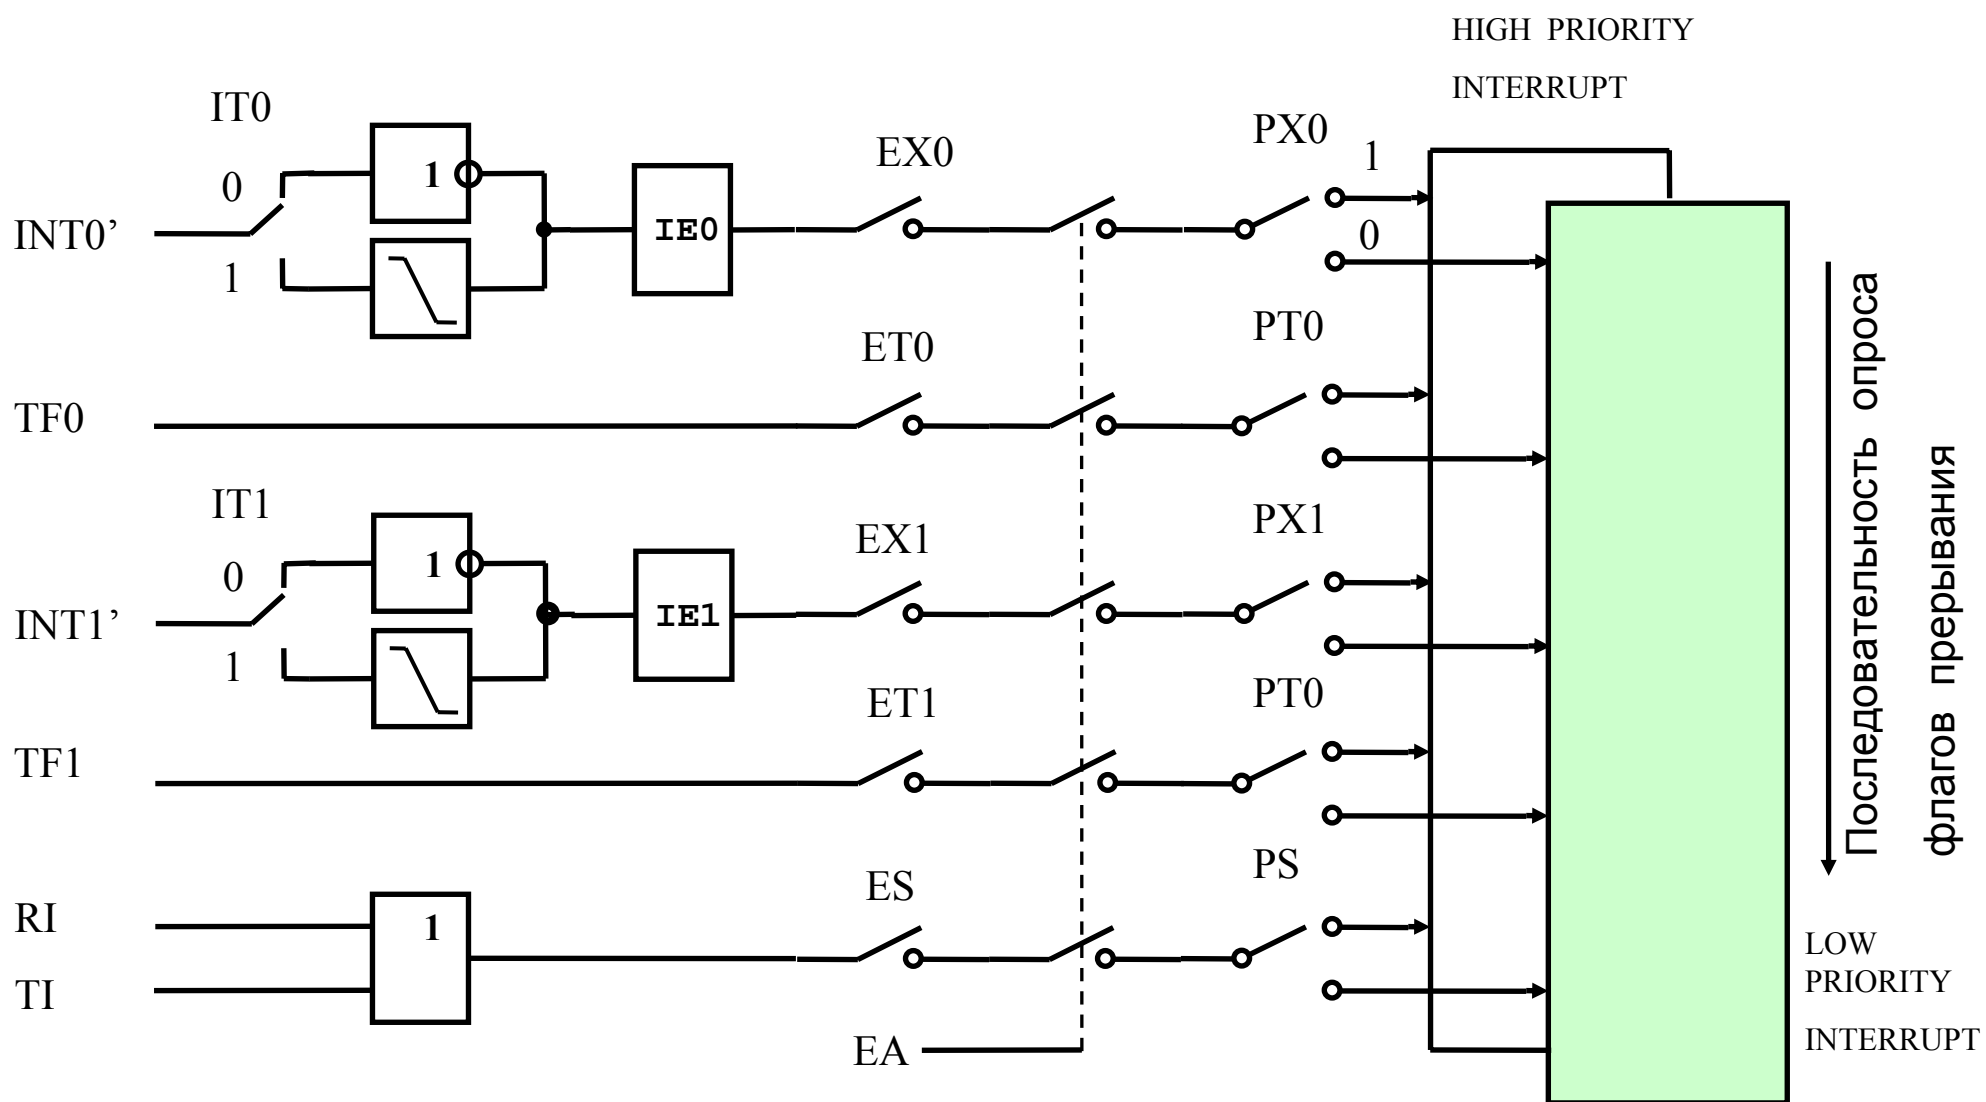 HIGH PRIORITY
INTERRUPT
IT0
0
1
INT0’
1
IE0
EX0
PX0
1
0
TF0
ET0
PT0
IT1
0
1
INT1’
1
IE1
EX1
PX1
TF1
ET1
PT0
RI
TI
1
ES
PS
EA
Последовательность опроса
флагов прерывания
LOW
PRIORITY
INTERRUPT